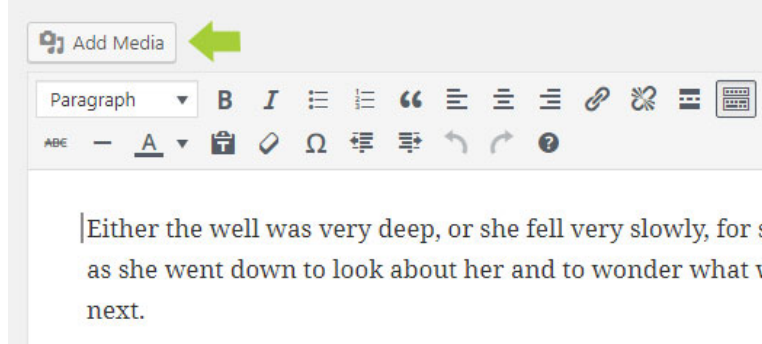 Add Media
Paragraph B I
ABC A Ω
Either the well was very deep, or she fell very slowly, for
as she went down to look about her and to wonder what
next.